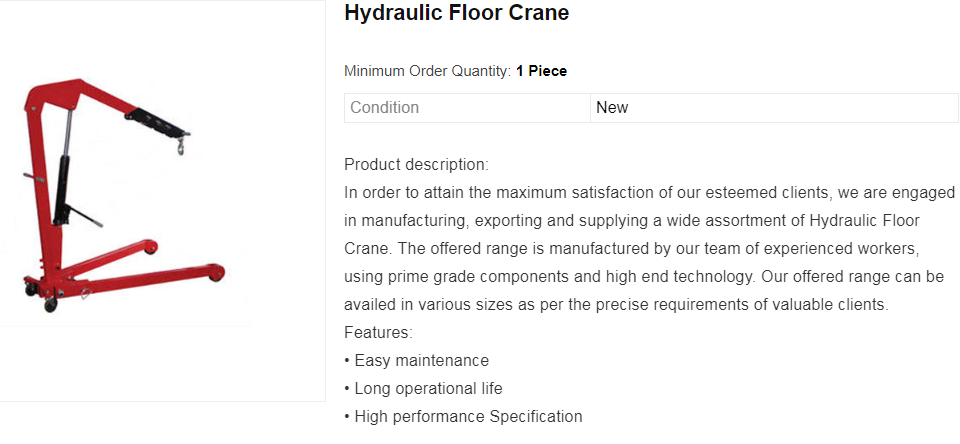 Hydraulic Floor Crane
Minimum Order Quantity: 1 Piece
Condition New
Product description:
In order to attain the maximum satisfaction of our esteemed clients, we are engaged
in manufacturing, exporting and supplying a wide assortment of Hydraulic Floor
Crane. The offered range is manufactured by our team of experienced workers,
using prime grade components and high end technology. Our offered range can be
availed in various sizes as per the precise requirements of valuable clients.
Features:
• Easy maintenance
• Long operational life
• High performance Specification